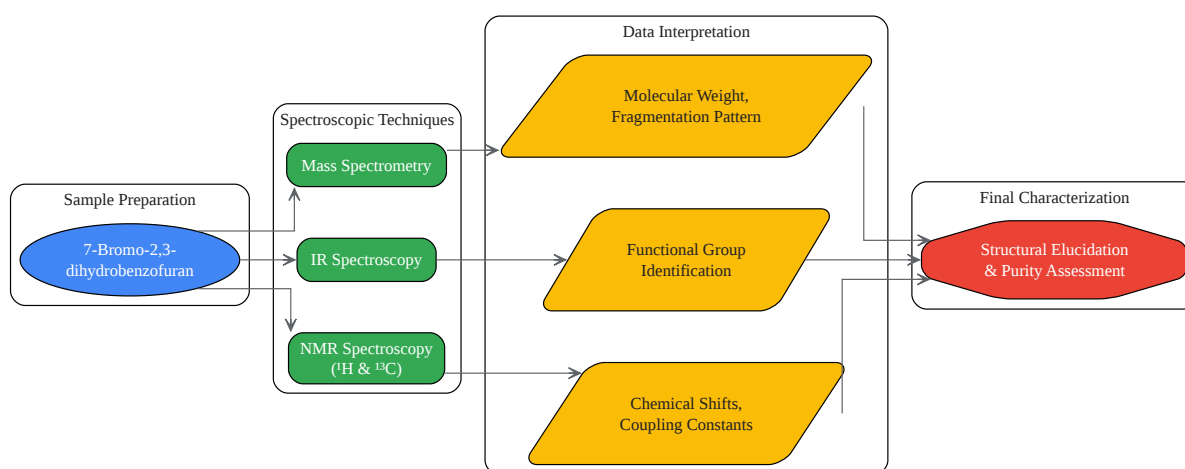 Sample Preparation
7-Bromo-2,3-
dihydrobenzofuran
Spectroscopic Techniques
Mass Spectrometry
IR Spectroscopy
NMR Spectroscopy
(¹H & ¹³C)
Data Interpretation
Molecular Weight,
Fragmentation Pattern
Functional Group
Identification
Chemical Shifts,
Coupling Constants
Final Characterization
Structural Elucidation
& Purity Assessment